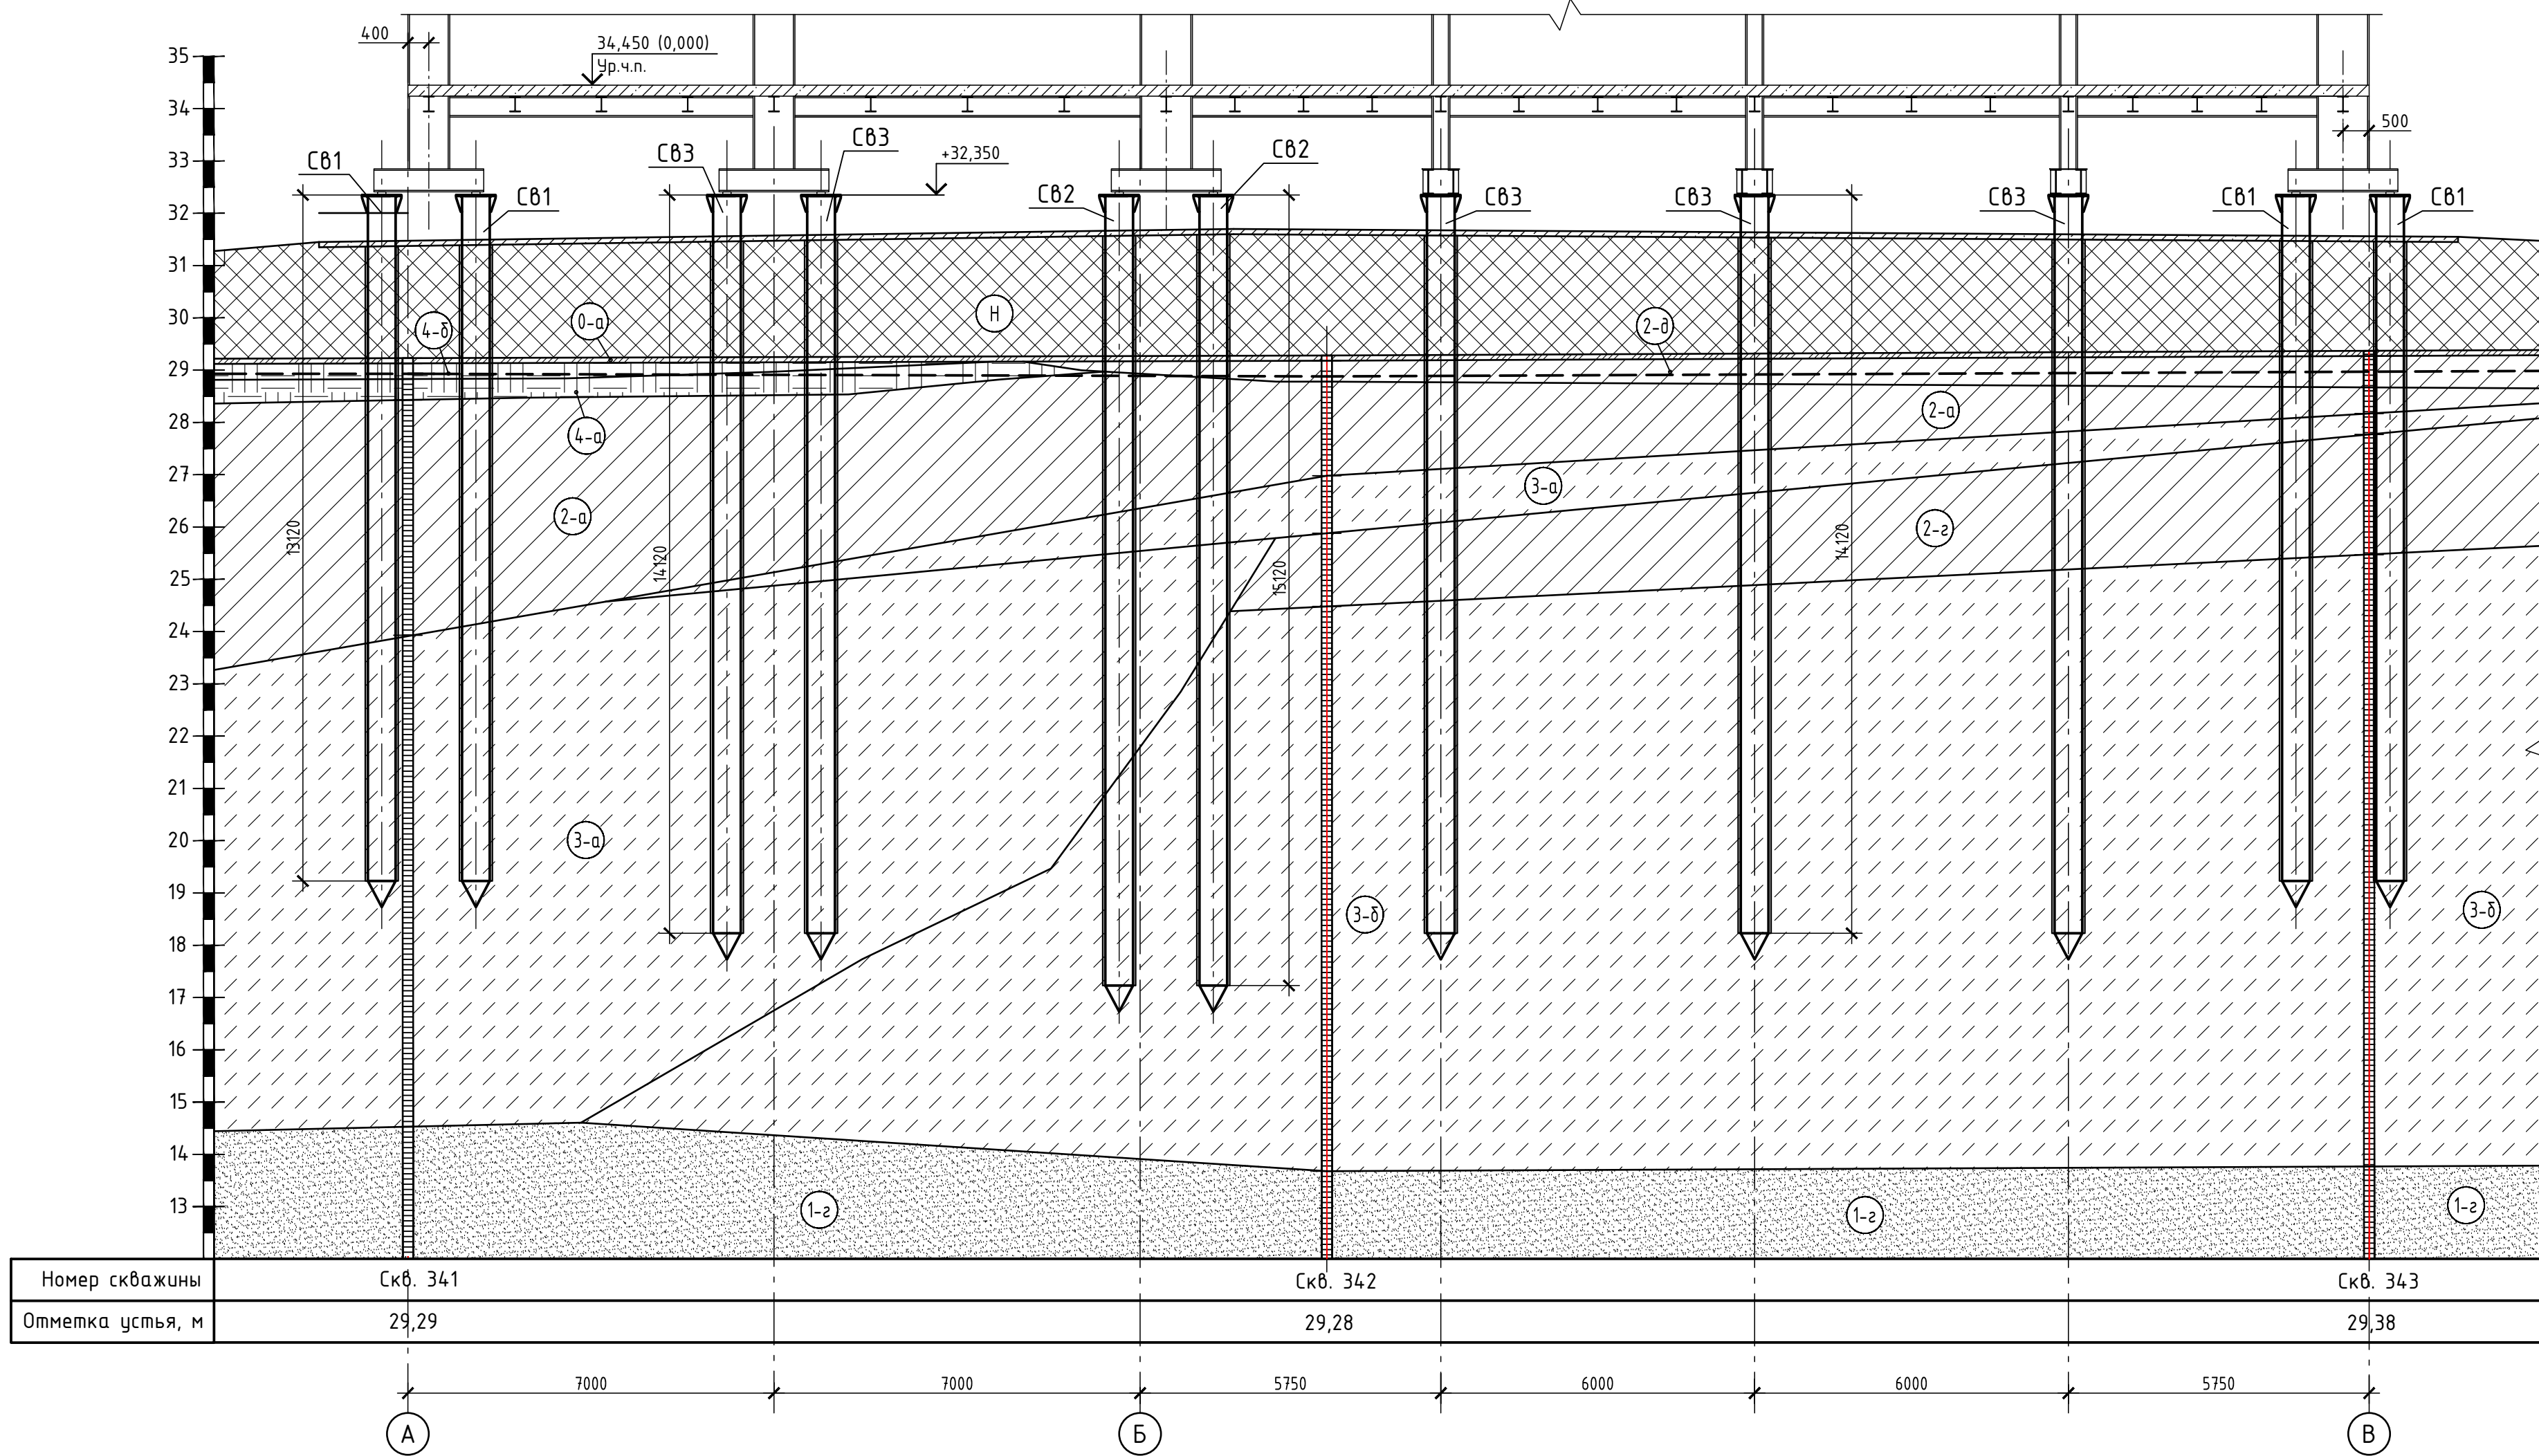 400
34,450 (0,000)
Ур.ч.п.
500
Св1
Св3
Св3
+32,350
Св2
Св1
Св2
Св3
Св3
Св3
Св1
Св1
35
34
33
32
31
30
29
28
27
26
25
24
23
22
21
20
19
18
17
16
15
14
13
4-б
0-а
Н
2-д
4-а
2-а
2-а
3-а
2-г
13120
14120
15120
14120
3-а
3-б
3-б
1-г
1-г
1-г
Номер скважины
Скв. 341
Скв. 342
Скв. 343
Отметка устья, м
29,29
29,28
29,38
7000
7000
5750
6000
6000
5750
А
Б
В